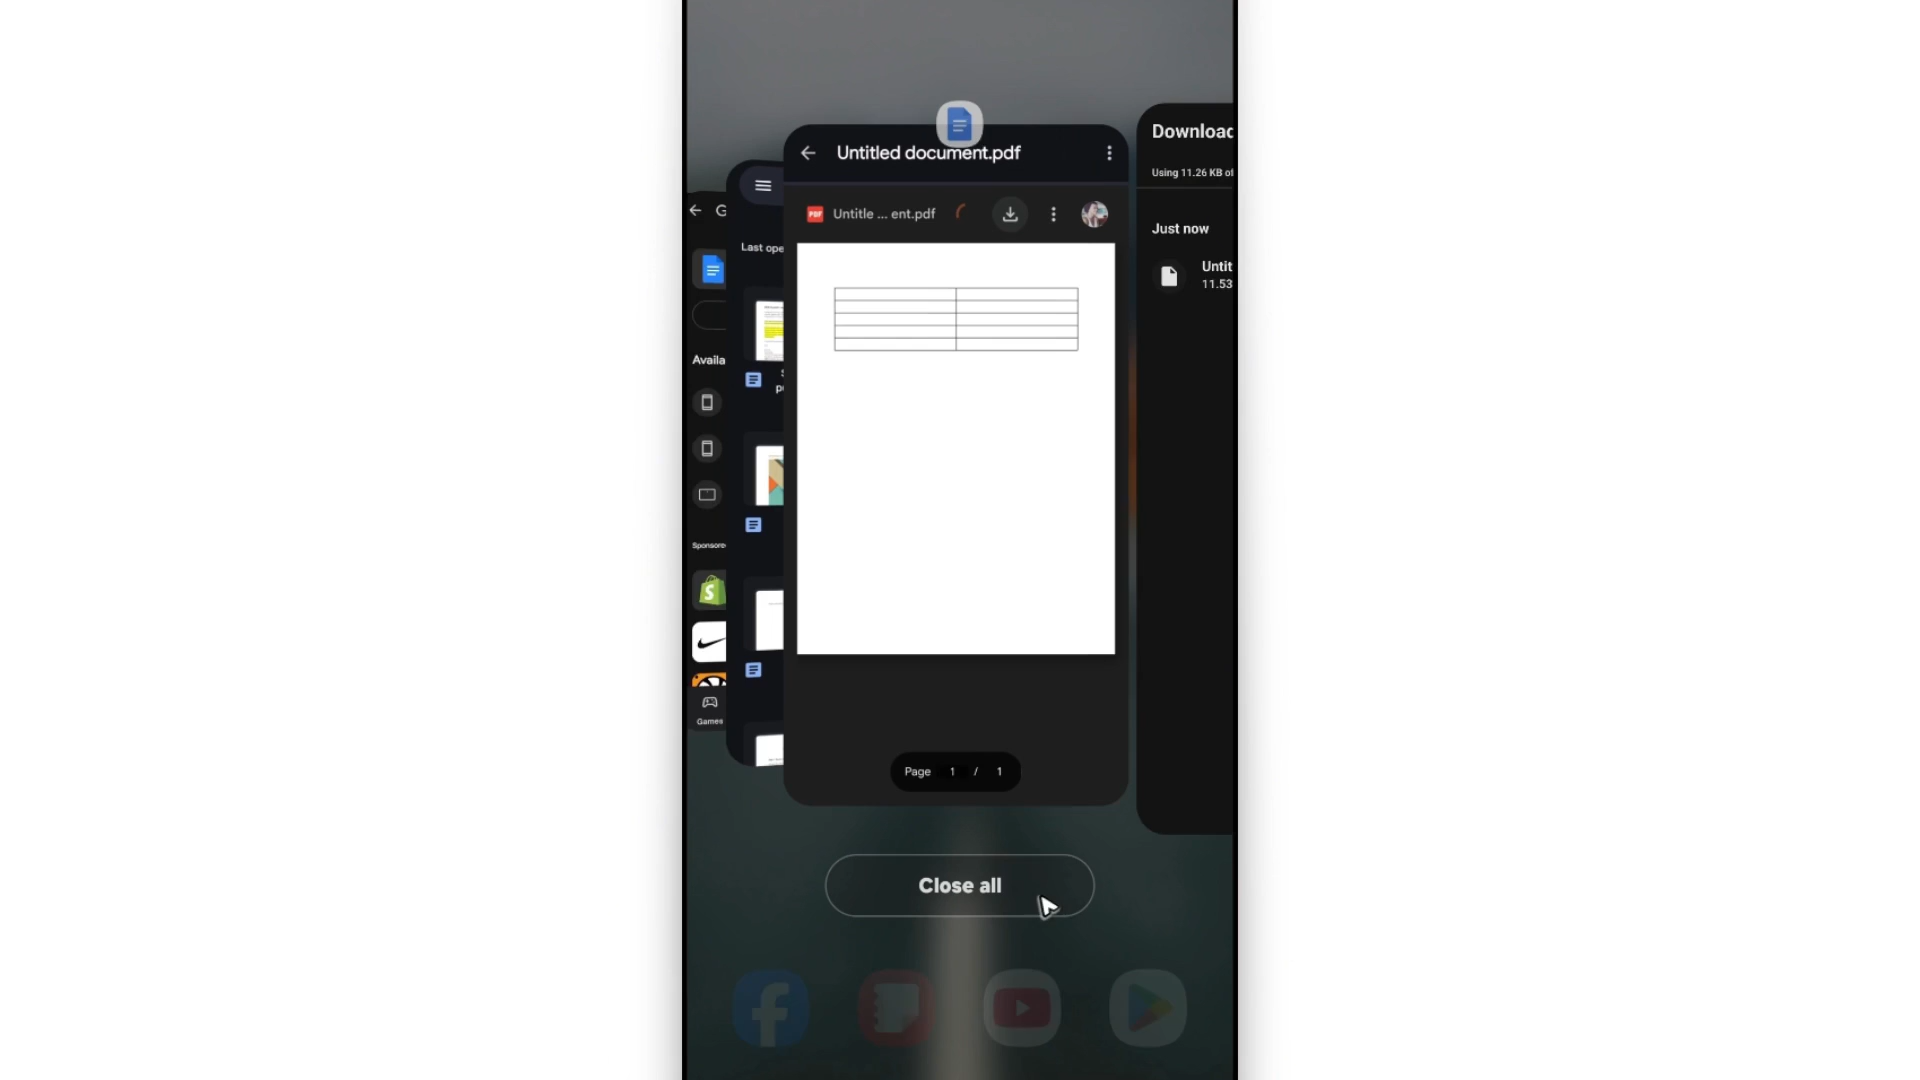 Untitled document.pdf
Untitle ... ent.pdf
Page 1 / 1
Last ope
G
Availa
Sponsore
Games
Download
Using 11.26 KB of
Just now
Untit
11.53
Close all